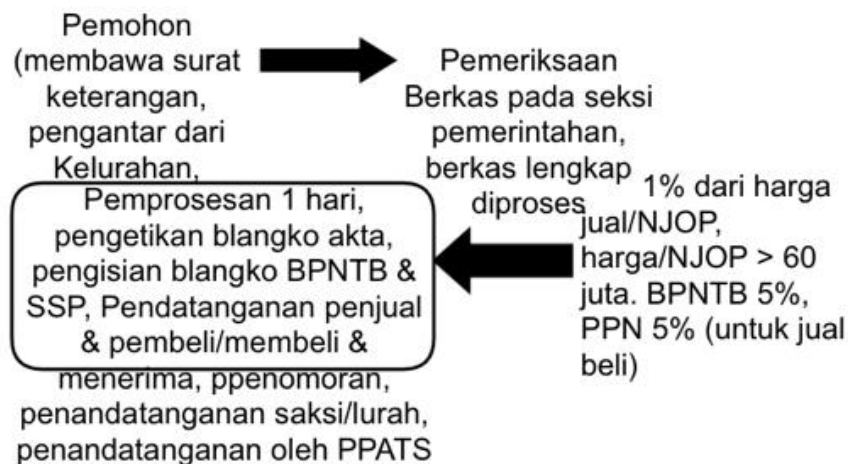 Pemohon
(membawa surat
keterangan,
pengantar dari
Kelurahan,
Pemeriksaan
Berkas pada seksi
pemerintahan,
berkas lengkap
diproses
1% dari harga
jual/NJOP,
harga/NJOP > 60
juta. BPNTB 5%,
PPN 5% (untuk jual
beli)
Pemprosesan 1 hari,
pengetikan blangko akta,
pengisian blangko BPNTB &
SSP, Pendatanganan penjual
& pembeli/membeli &
menerima, ppenomoran,
penandatanganan saksi/lurah,
penandatanganan oleh PPATS